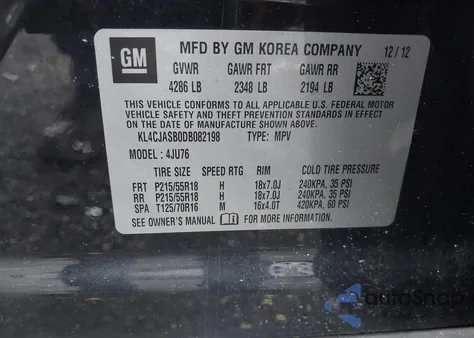 GM MFD BY GM KOREA COMPANY 12/12
GVWR GAWR FRT GAWR RR
4286 LB 2348 LB 2194 LB
THIS VEHICLE CONFORMS TO ALL APPLICABLE U.S. FEDERAL MOTOR
VEHICLE SAFETY AND THEFT PREVENTION STANDARDS IN EFFECT ON
THE DATE OF MANUFACTURE SHOWN ABOVE.
KL4CJASB0DB082198 TYPE: MPV
MODEL: 4JU76
TIRE SIZE SPEED RTG RIM COLD TIRE PRESSURE
FRT P215/55R18 H 18x7.0J 240KPA, 35 PSI
RR P215/55R18 H 18x7.0J 240KPA, 35 PSI
SPA T125/70R16 M 16x4.0T 420KPA, 60 PSI
SEE OWNER'S MANUAL FOR MORE INFORMATION
AutoSnap